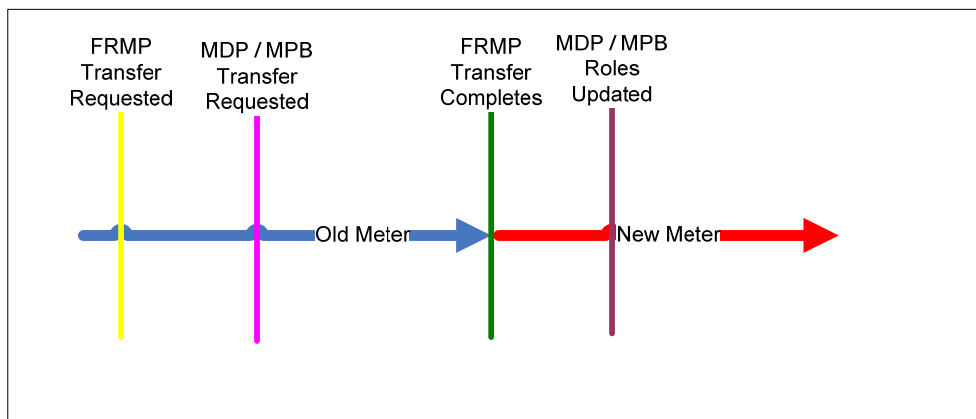 FRMP
Transfer
Requested
MDP / MPB
Transfer
Requested
FRMP
Transfer
Completes
MDP / MPB
Roles
Updated
Old Meter
New Meter